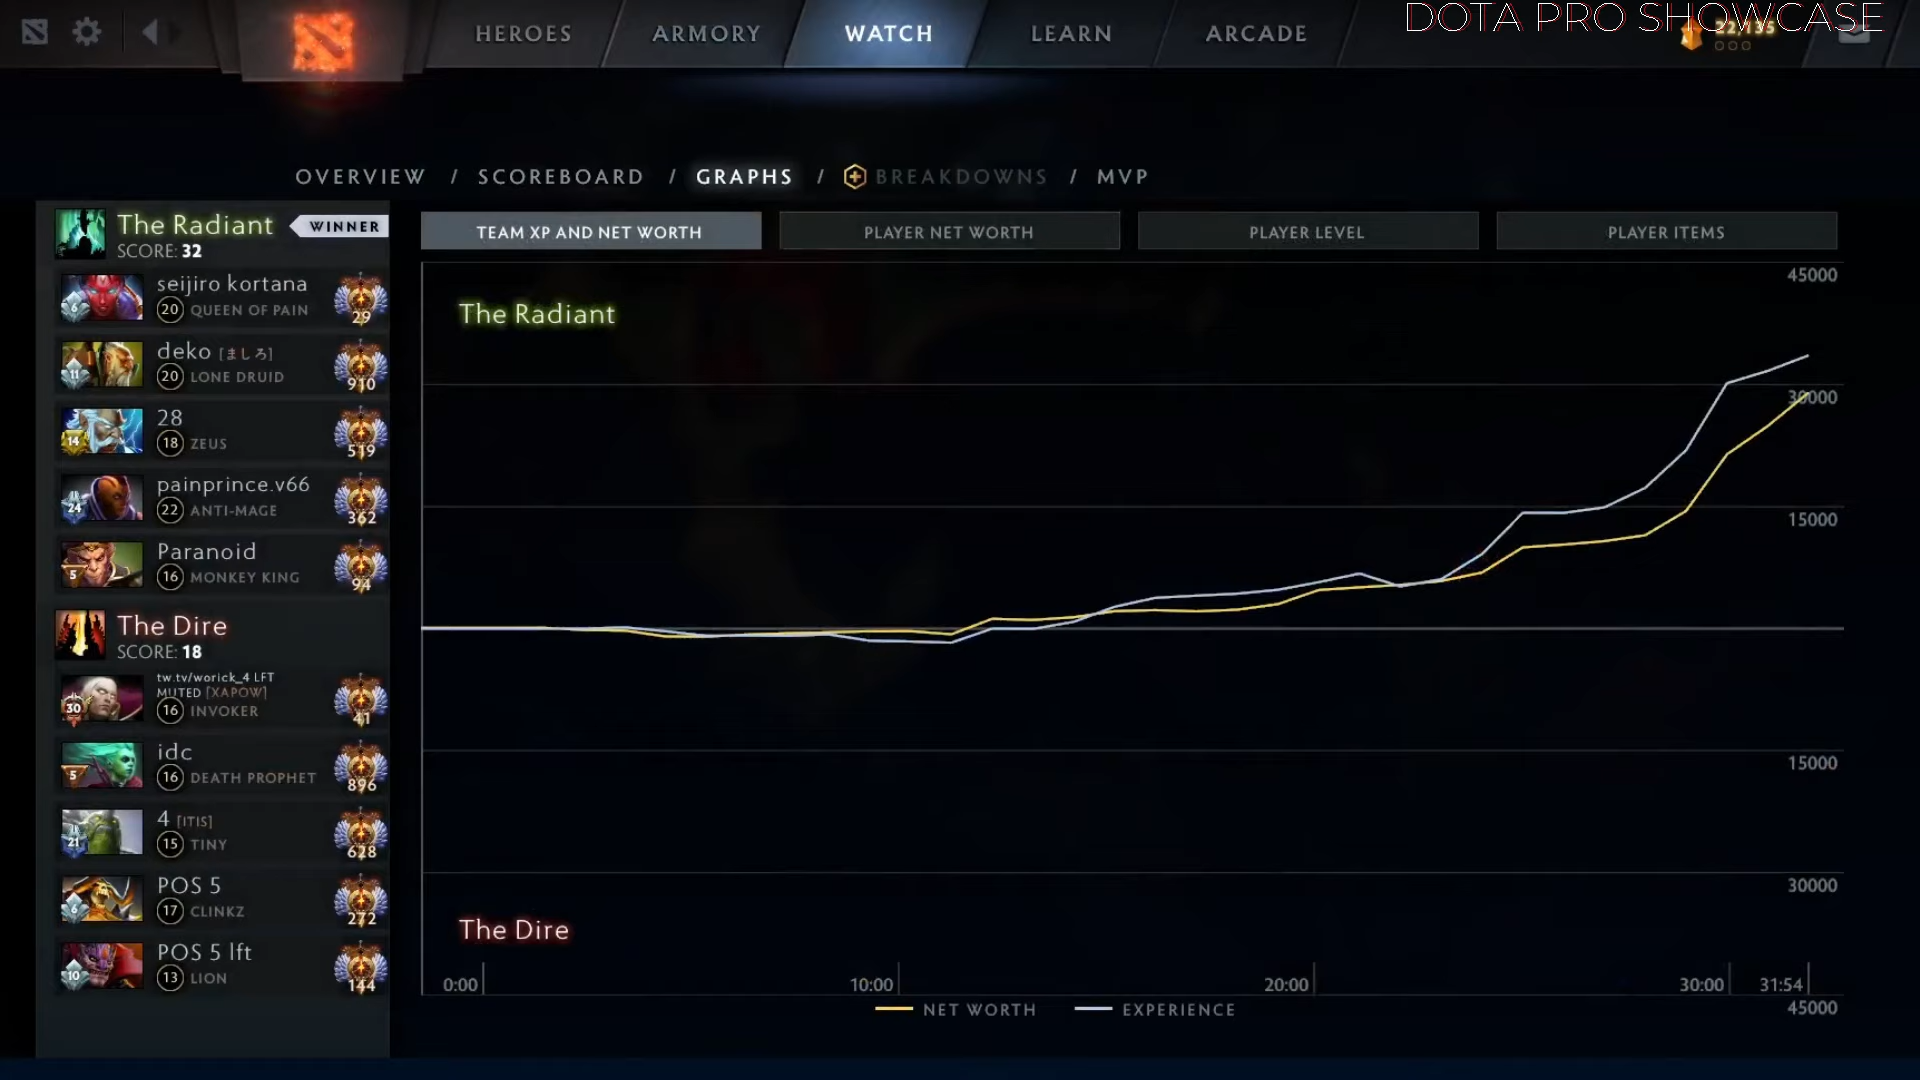 HEROES
ARMORY
WATCH
LEARN
ARCADE
DOTA PRO SHOWCASE
22,135
OVERVIEW / SCOREBOARD / GRAPHS / BREAKDOWNS / MVP
The Radiant
WINNER
SCORE: 32
6
seijiro kortana
20 QUEEN OF PAIN
29
11
deko [ましろ]
20 LONE DRUID
910
14
28
18 ZEUS
519
24
painprince.v66
22 ANTI-MAGE
362
5
Paranoid
16 MONKEY KING
94
The Dire
SCORE: 18
30
tw.tv/worick_4 LFT
MUTED [XAPOW]
16 INVOKER
41
5
idc
16 DEATH PROPHET
896
21
4 [ITIS]
15 TINY
628
6
POS 5
17 CLINKZ
272
10
POS 5 lft
13 LION
144
TEAM XP AND NET WORTH
PLAYER NET WORTH
PLAYER LEVEL
PLAYER ITEMS
The Radiant
45000
30000
15000
15000
30000
The Dire
0:00
10:00
20:00
30:00
31:54
45000
NET WORTH
EXPERIENCE